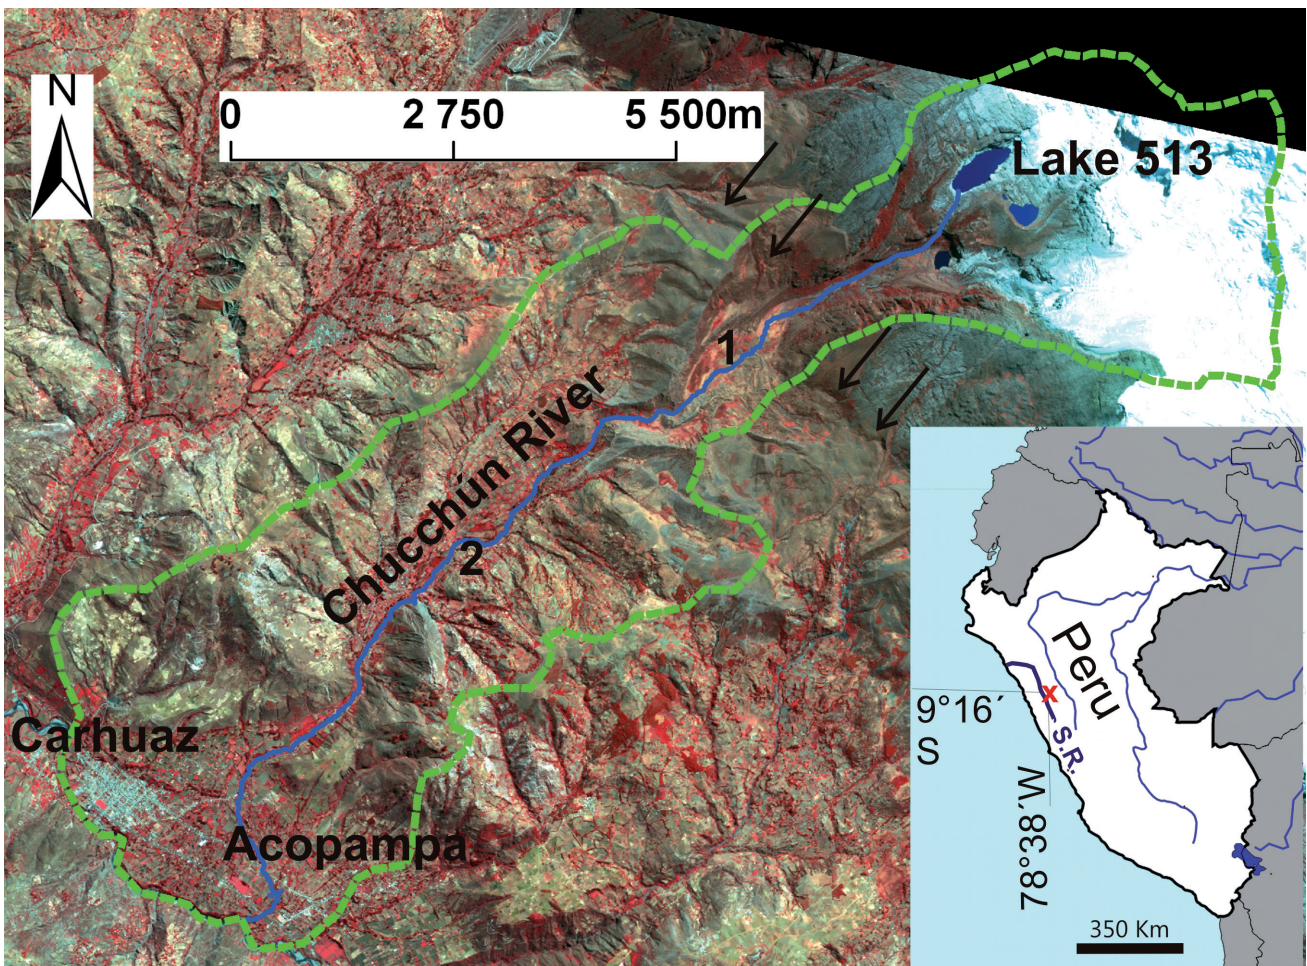 N
0 2 750 5 500m
Lake 513
1
Chucchún River
2
Carhuaz
Acopampa
Peru
x
9°16´
S
S.R.
78°38´W
350 Km